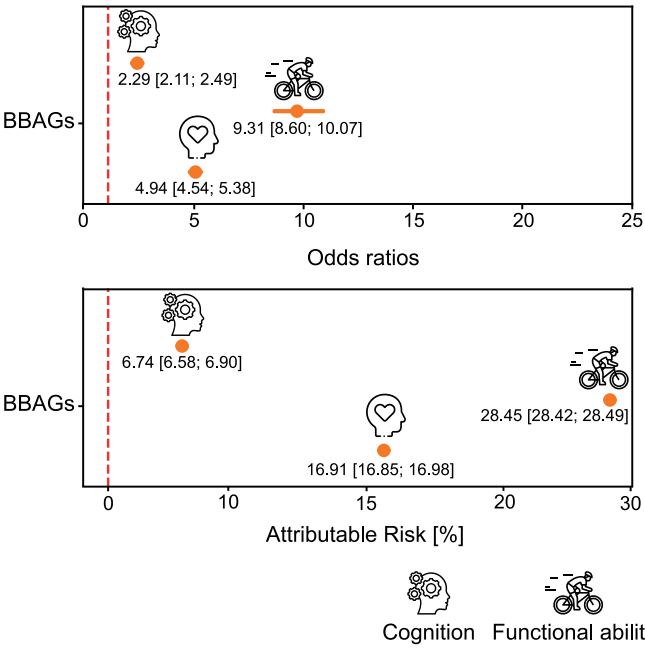 2.29 [2.11; 2.49]
BBAGs
9.31 [8.60; 10.07]
4.94 [4.54; 5.38]
0 5 10 15 20 25
Odds ratios
6.74 [6.58; 6.90]
BBAGs
28.45 [28.42; 28.49]
16.91 [16.85; 16.98]
0 10 15 20 30
Attributable Risk [%]
Cognition Functional abilit